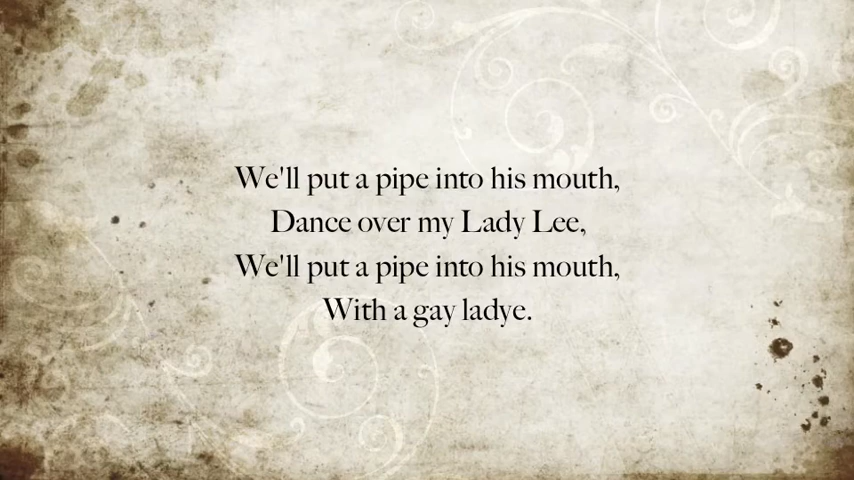 We'll put a pipe into his mouth,
Dance over my Lady Lee,
We'll put a pipe into his mouth,
With a gay ladye.